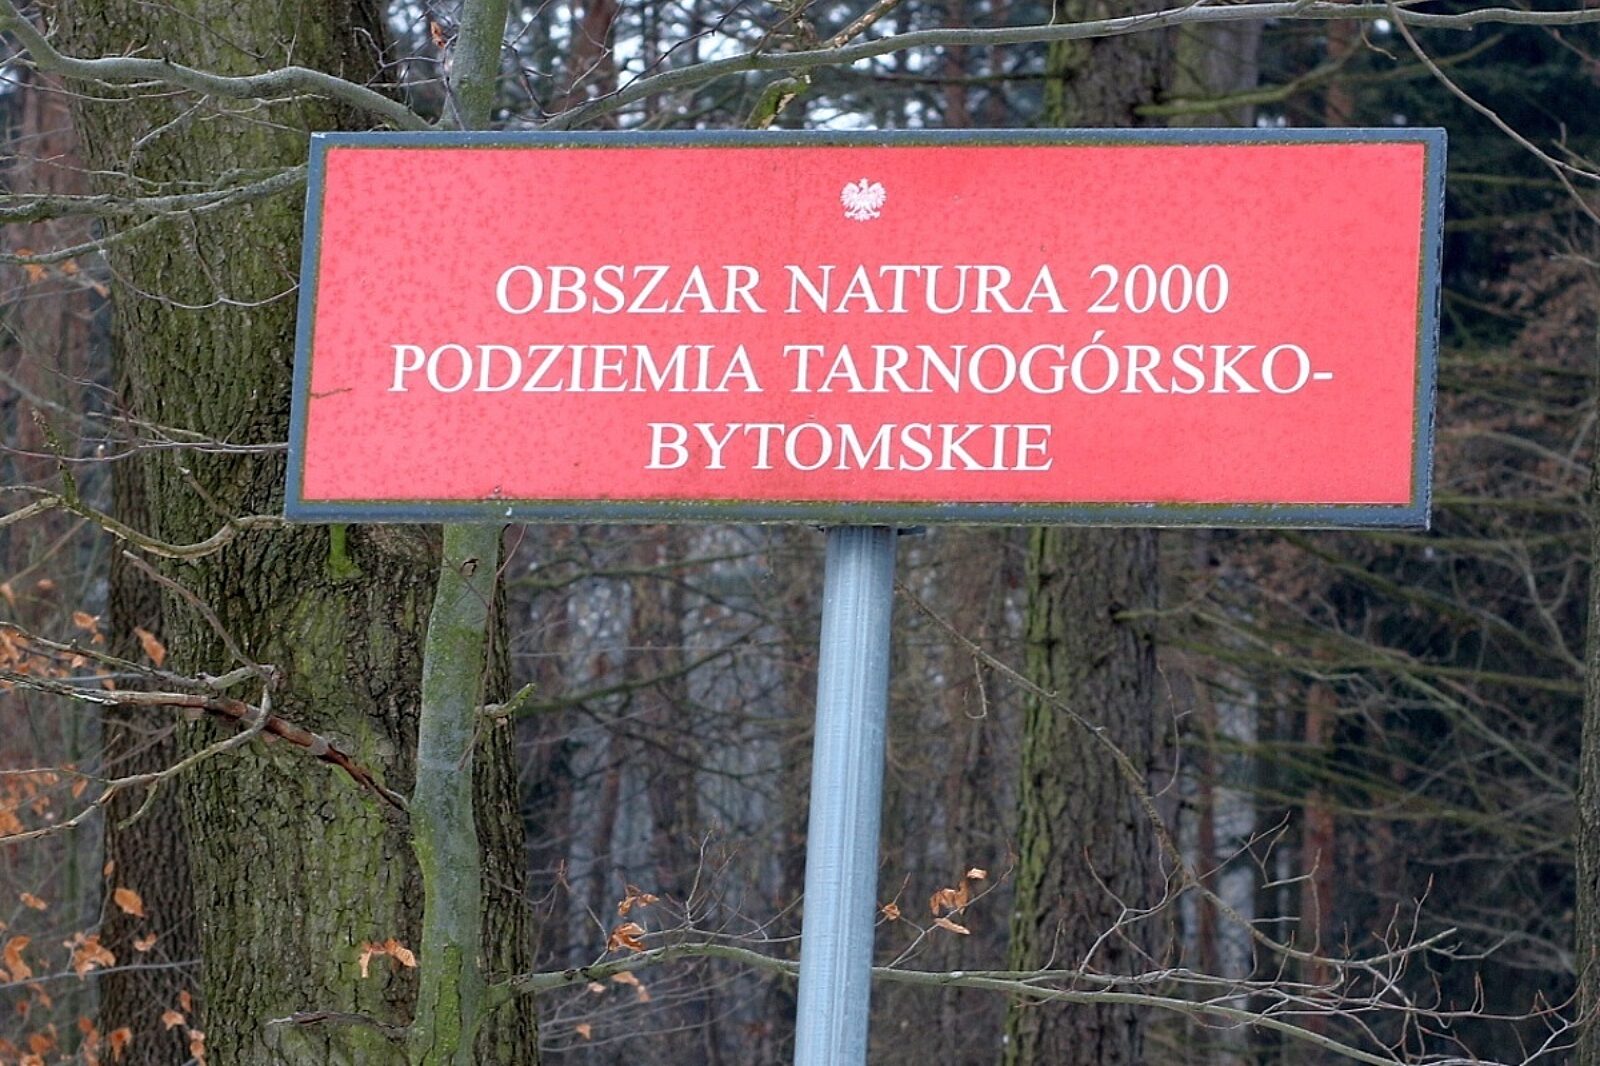 OBSZAR NATURA 2000
PODZIEMIA TARNOGÓRSKO-
BYTOMSKIE